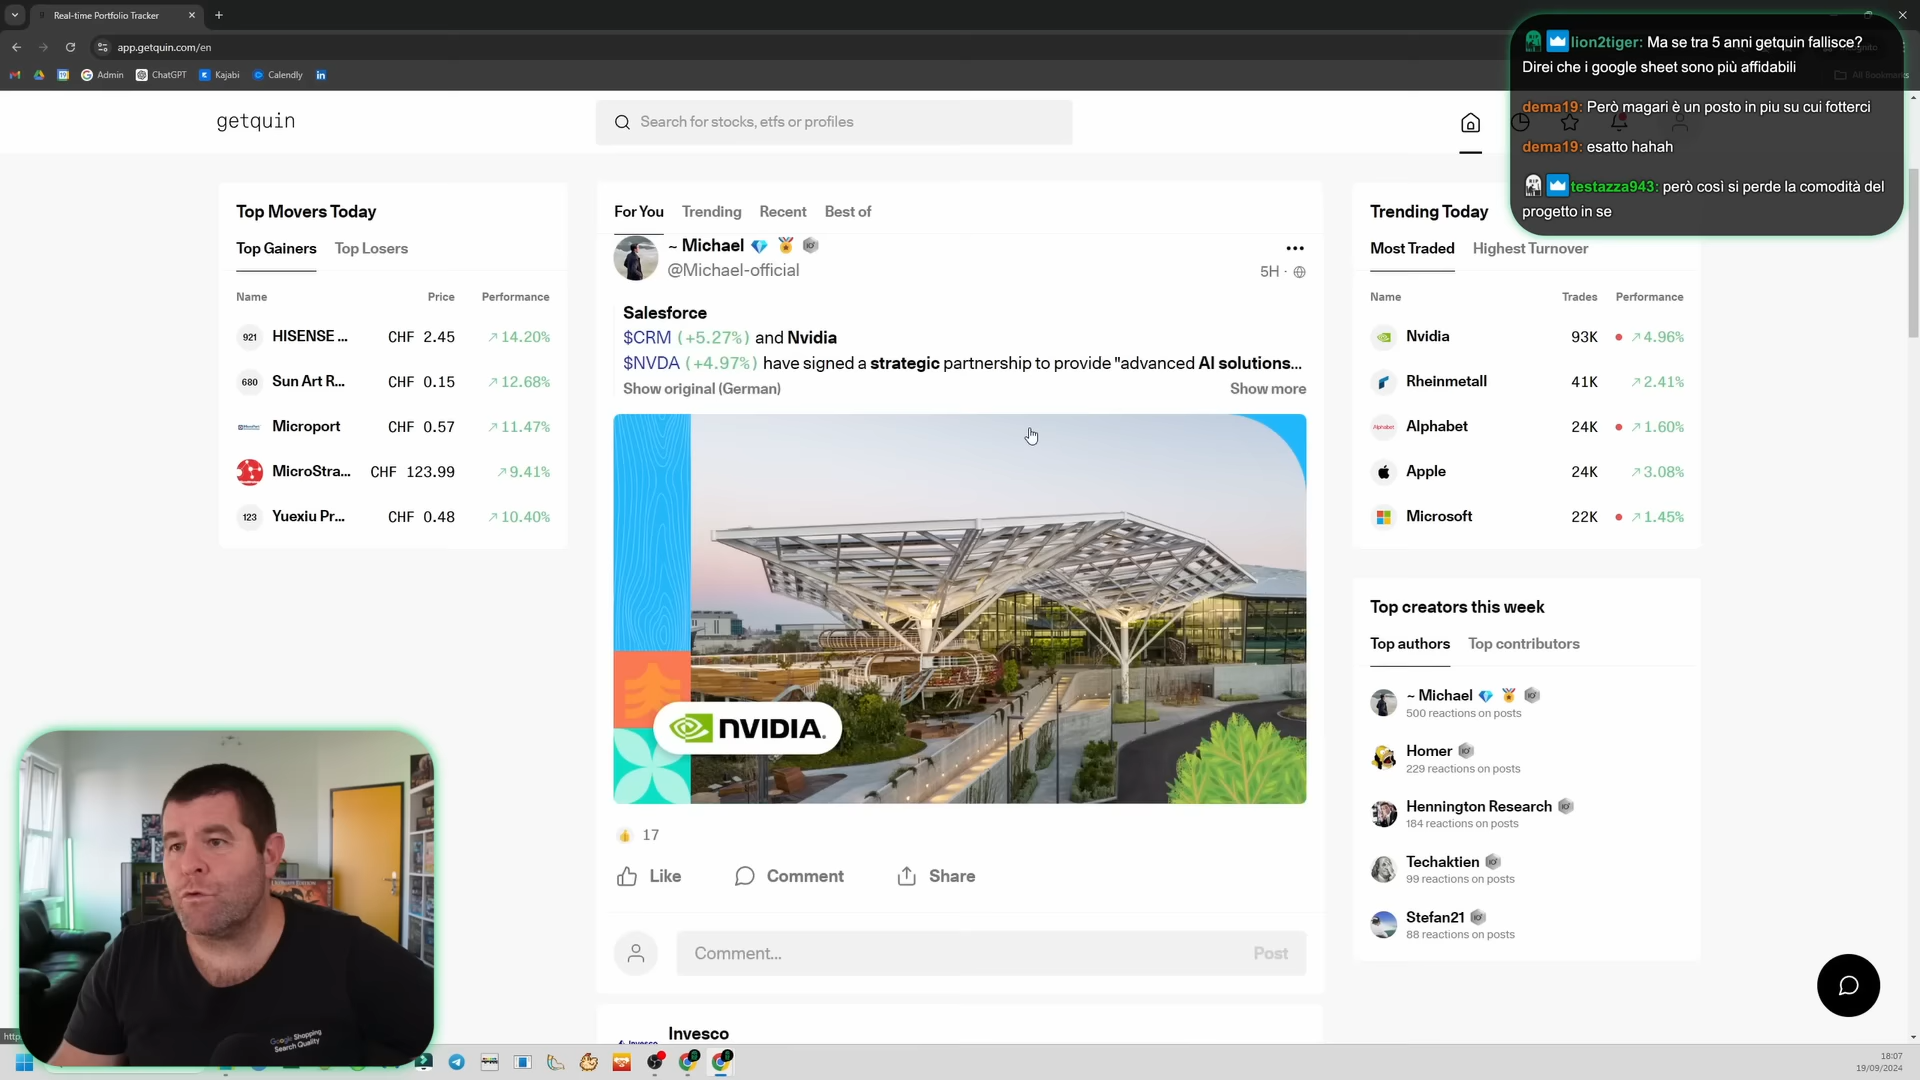 Real-time Portfolio Tracker
app.getquin.com/en
Admin
ChatGPT
Kajabi
Calendly
All Bookmarks
lion2tiger: Ma se tra 5 anni getquin fallisce?
Direi che i google sheet sono più affidabili
dema19: Però magari è un posto in piu su cui fotterci
dema19: esatto hahah
testazza943: però così si perde la comodità del
progetto in se
getquin
Search for stocks, etfs or profiles
Top Movers Today
Top Gainers
Top Losers
Name
Price
Performance
921
HISENSE ...
CHF 2.45
14.20%
680
Sun Art R...
CHF 0.15
12.68%
Microport
CHF 0.57
11.47%
MicroStra...
CHF 123.99
9.41%
123
Yuexiu Pr...
CHF 0.48
10.40%
For You
Trending
Recent
Best of
~ Michael
@Michael-official
5H ·
Salesforce
$CRM (+5.27%) and Nvidia
$NVDA (+4.97%) have signed a strategic partnership to provide "advanced AI solutions...
Show original (German)
Show more
NVIDIA.
17
Like
Comment
Share
Comment...
Post
Invesco
Trending Today
Most Traded
Highest Turnover
Name
Trades
Performance
Nvidia
93K
4.96%
Rheinmetall
41K
2.41%
Alphabet
24K
1.60%
Apple
24K
3.08%
Microsoft
22K
1.45%
Top creators this week
Top authors
Top contributors
~ Michael
500 reactions on posts
Homer
229 reactions on posts
Hennington Research
184 reactions on posts
Techaktien
99 reactions on posts
Stefan21
88 reactions on posts
Google Shopping
Search Quality
18:07
19/09/2024